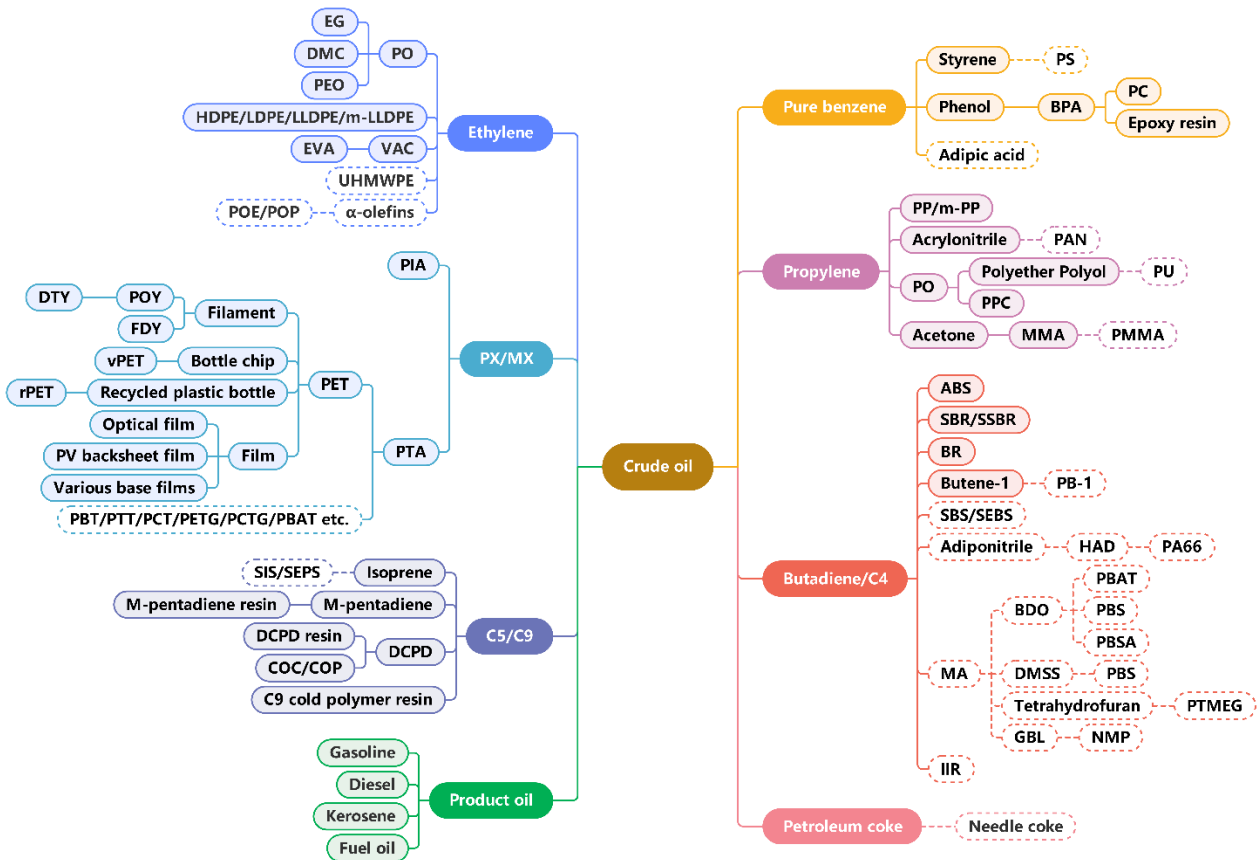 EG
DMC
PO
PEO
HDPE/LDPE/LLDPE/m-LLDPE
Ethylene
EVA
VAC
UHMWPE
POE/POP
α-olefins
PIA
DTY
POY
Filament
FDY
vPET
Bottle chip
PX/MX
rPET
Recycled plastic bottle
PET
Optical film
PV backsheet film
Film
PTA
Various base films
PBT/PTT/PCT/PETG/PCTG/PBAT etc.
SIS/SEPS
Isoprene
M-pentadiene resin
M-pentadiene
C5/C9
DCPD resin
DCPD
COC/COP
C9 cold polymer resin
Gasoline
Diesel
Product oil
Kerosene
Fuel oil
Crude oil
Pure benzene
Styrene
PS
Phenol
BPA
PC
Epoxy resin
Adipic acid
Propylene
PP/m-PP
Acrylonitrile
PAN
PO
Polyether Polyol
PU
PPC
Acetone
MMA
PMMA
Butadiene/C4
ABS
SBR/SSBR
BR
Butene-1
PB-1
SBS/SEBS
Adiponitrile
HAD
PA66
MA
BDO
PBAT
PBS
PBSA
DMSS
PBS
Tetrahydrofuran
PTMEG
GBL
NMP
IIR
Petroleum coke
Needle coke